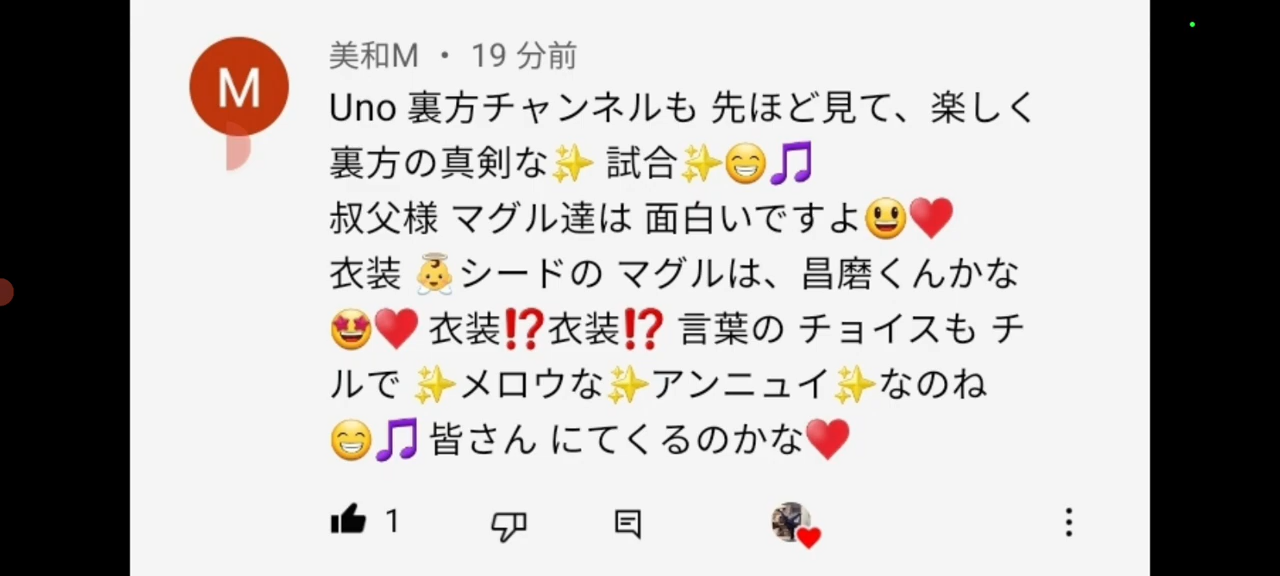 M
美和M • 19 分前
Uno 裏方チャンネルも 先ほど見て、楽しく
裏方の真剣な✨ 試合✨😁🎵
叔父様 マグル達は 面白いですよ😃♥️
衣装 👼シードの マグルは、昌磨くんかな
🤩♥️ 衣装⁉️衣装⁉️ 言葉の チョイスも チ
ルで ✨メロウな✨アンニュイ✨なのね
😁🎵 皆さん にてくるのかな♥️
1